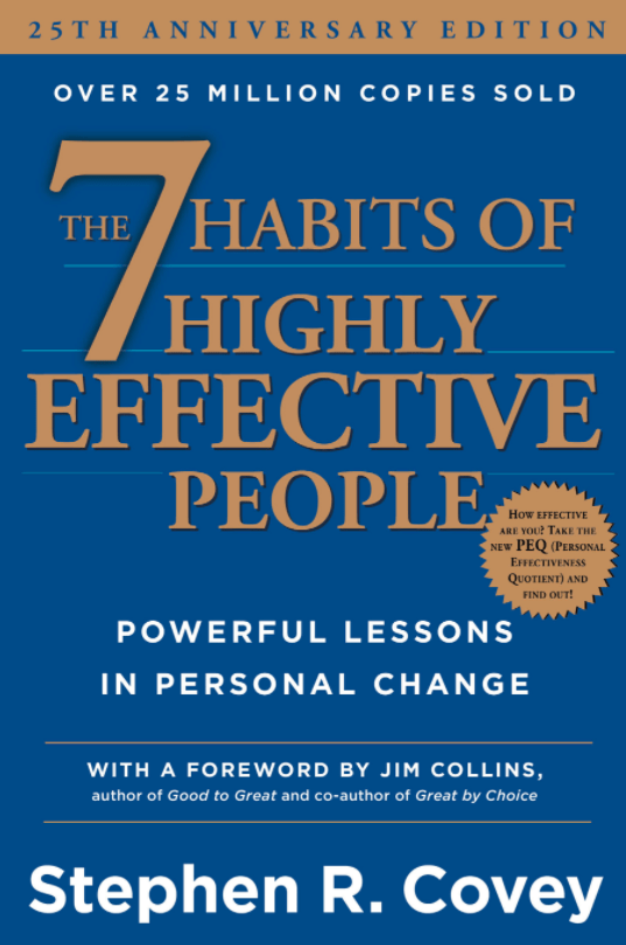 25TH ANNIVERSARY EDITION
OVER 25 MILLION COPIES SOLD
THE 7 HABITS OF
HIGHLY
EFFECTIVE
PEOPLE
HOW EFFECTIVE
ARE YOU? TAKE THE
NEW PEQ (PERSONAL
EFFECTIVENESS
QUOTIENT) AND
FIND OUT!
POWERFUL LESSONS
IN PERSONAL CHANGE
WITH A FOREWORD BY JIM COLLINS,
author of Good to Great and co-author of Great by Choice
Stephen R. Covey